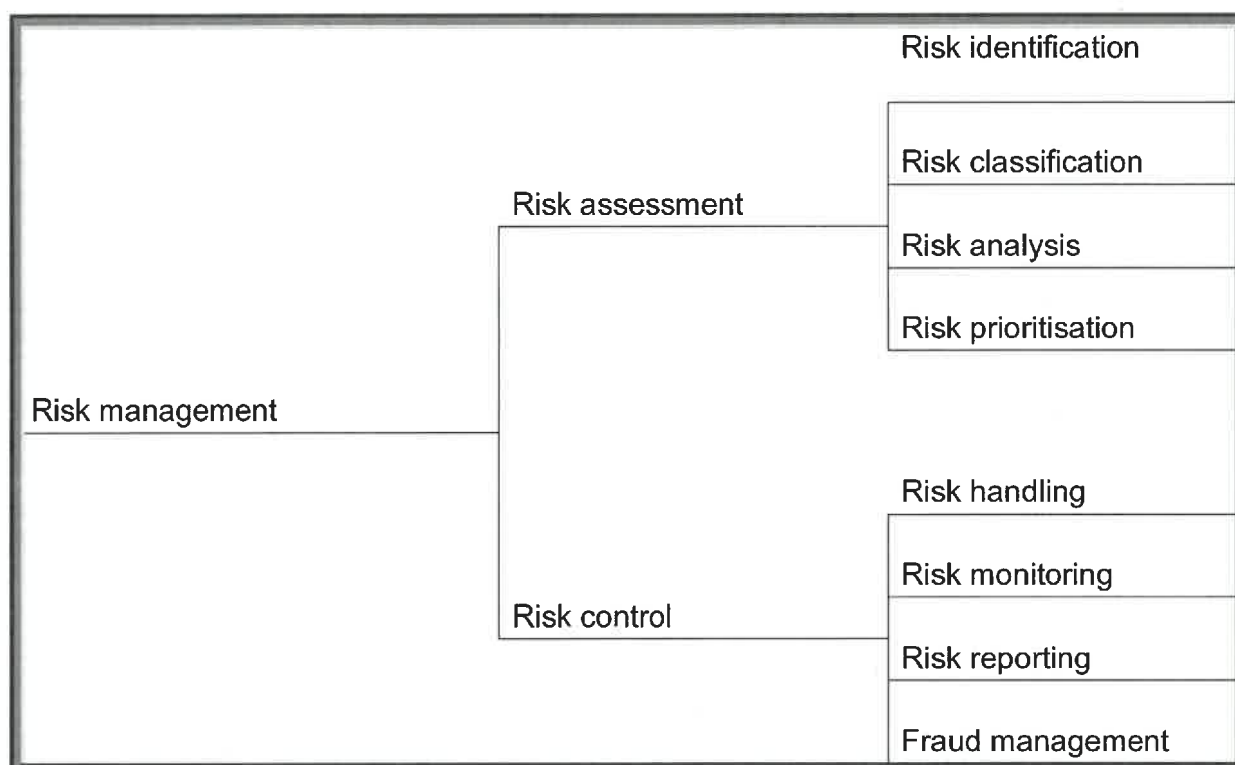 Risk identification
Risk classification
Risk assessment
Risk analysis
Risk prioritisation
Risk management
Risk handling
Risk monitoring
Risk control
Risk reporting
Fraud management